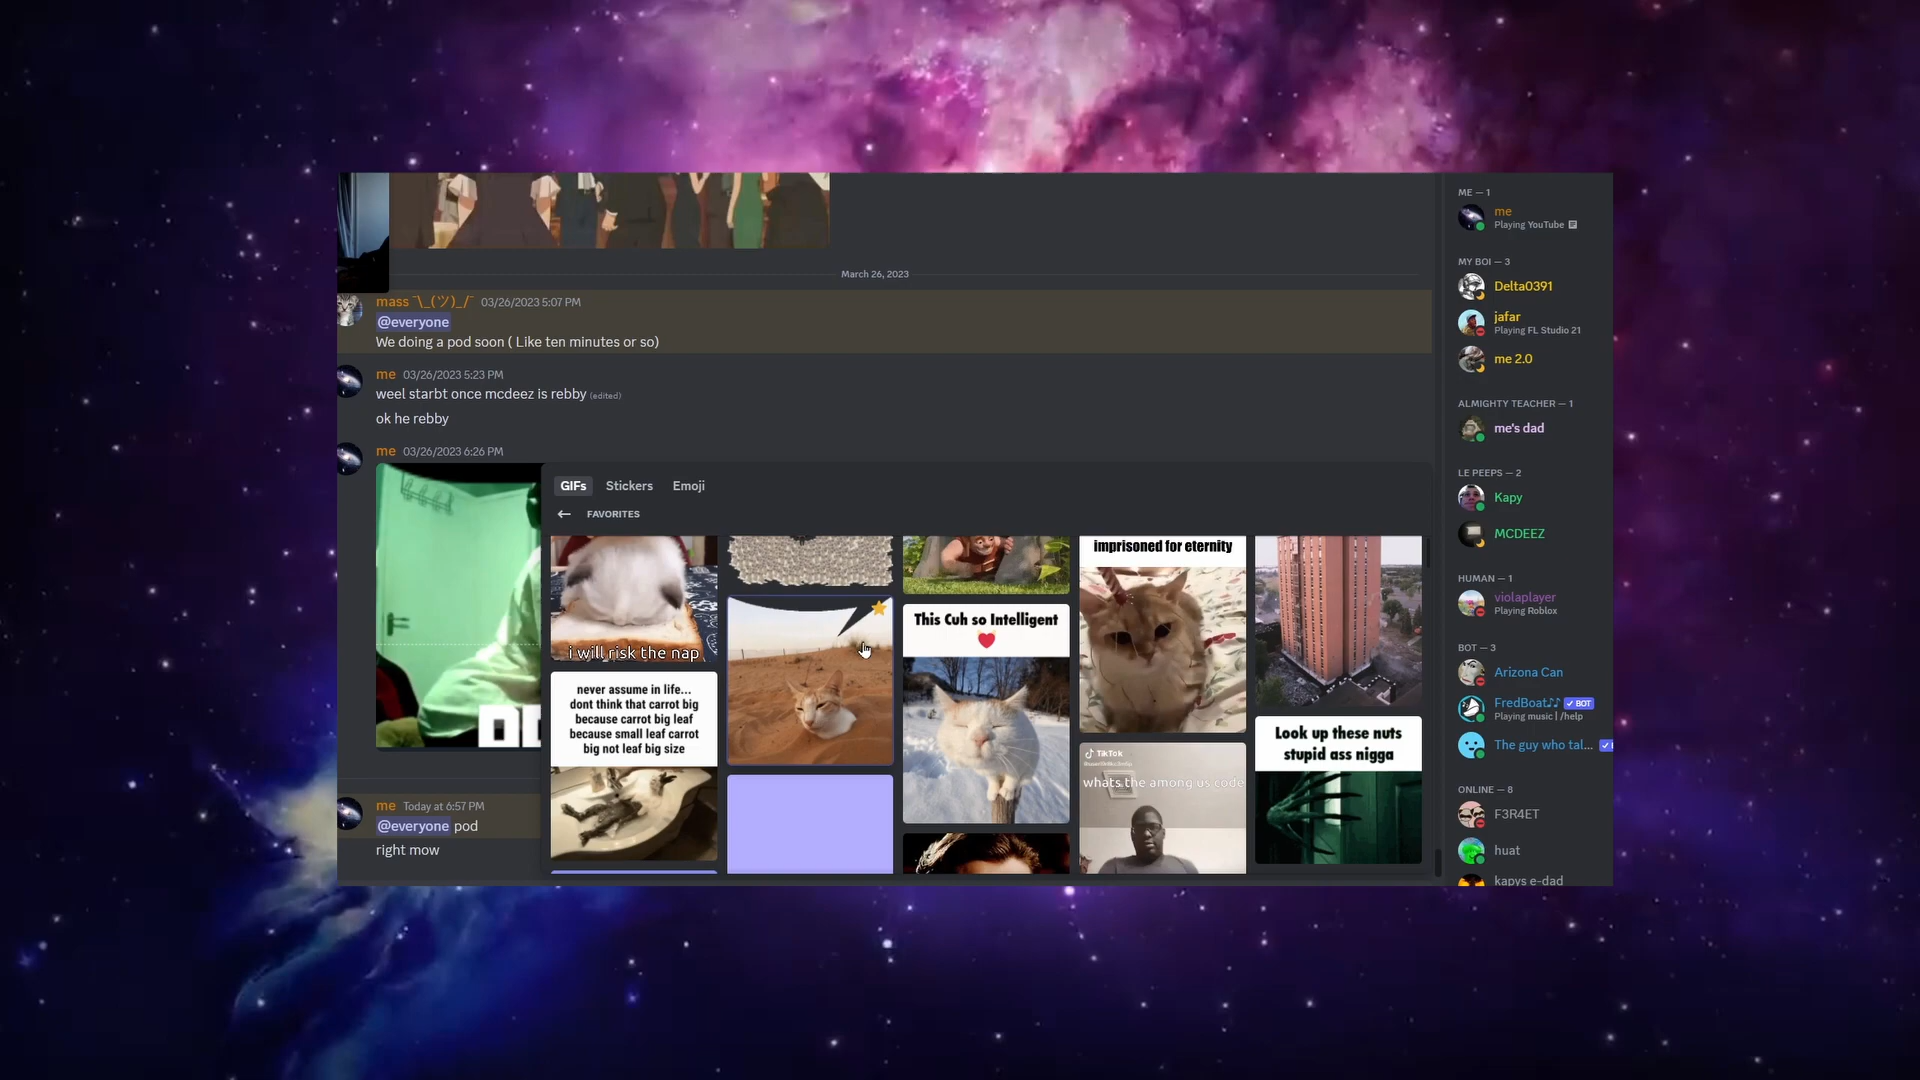 March 26, 2023
mass ¯\_(ツ)_/¯ 03/26/2023 5:07 PM
@everyone
We doing a pod soon ( Like ten minutes or so)
me 03/26/2023 5:23 PM
weel starbt once mcdeez is rebby (edited)
ok he rebby
me 03/26/2023 6:26 PM
me Today at 6:57 PM
@everyone pod
right mow
GIFs Stickers Emoji
FAVORITES
i will risk the nap
never assume in life...
dont think that carrot big
because carrot big leaf
because small leaf carrot
big not leaf big size
This Cuh so Intelligent
❤️
imprisoned for eternity
TikTok
whats the among us code
Look up these nuts
stupid ass nigga
ME — 1
me
Playing YouTube
MY BOI — 3
Delta0391
jafar
Playing FL Studio 21
me 2.0
ALMIGHTY TEACHER — 1
me's dad
LE PEEPS — 2
Kapy
MCDEEZ
HUMAN — 1
violaplayer
Playing Roblox
BOT — 3
Arizona Can
FredBoat♪♪ ✓ BOT
Playing music | /help
The guy who tal...
ONLINE — 8
F3R4ET
huat
kapys e-dad